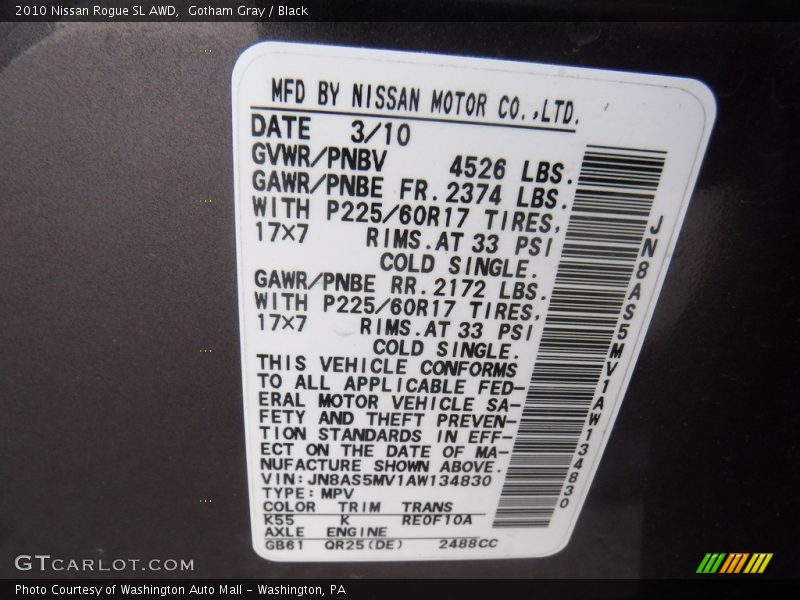 2010 Nissan Rogue SL AWD,  Gotham Gray / Black
MFD BY NISSAN MOTOR CO.,LTD.
DATE 3/10
GVWR/PNBV 4526 LBS.
GAWR/PNBE FR. 2374 LBS.
WITH P225/60R17 TIRES,
17×7 RIMS.AT 33 PSI
COLD SINGLE.
GAWR/PNBE RR. 2172 LBS.
WITH P225/60R17 TIRES,
17×7 RIMS.AT 33 PSI
COLD SINGLE.
THIS VEHICLE CONFORMS
TO ALL APPLICABLE FED-
ERAL MOTOR VEHICLE SA-
FETY AND THEFT PREVEN-
TION STANDARDS IN EFF-
ECT ON THE DATE OF MA-
NUFACTURE SHOWN ABOVE.
VIN:JN8AS5MV1AW134830
TYPE:MPV
COLOR TRIM TRANS
K55 K RE0F10A
AXLE ENGINE
GB61 QR25(DE) 2488CC
JN8AS5MV1AW134830
GTCARLOT.COM
Photo Courtesy of Washington Auto Mall – Washington, PA